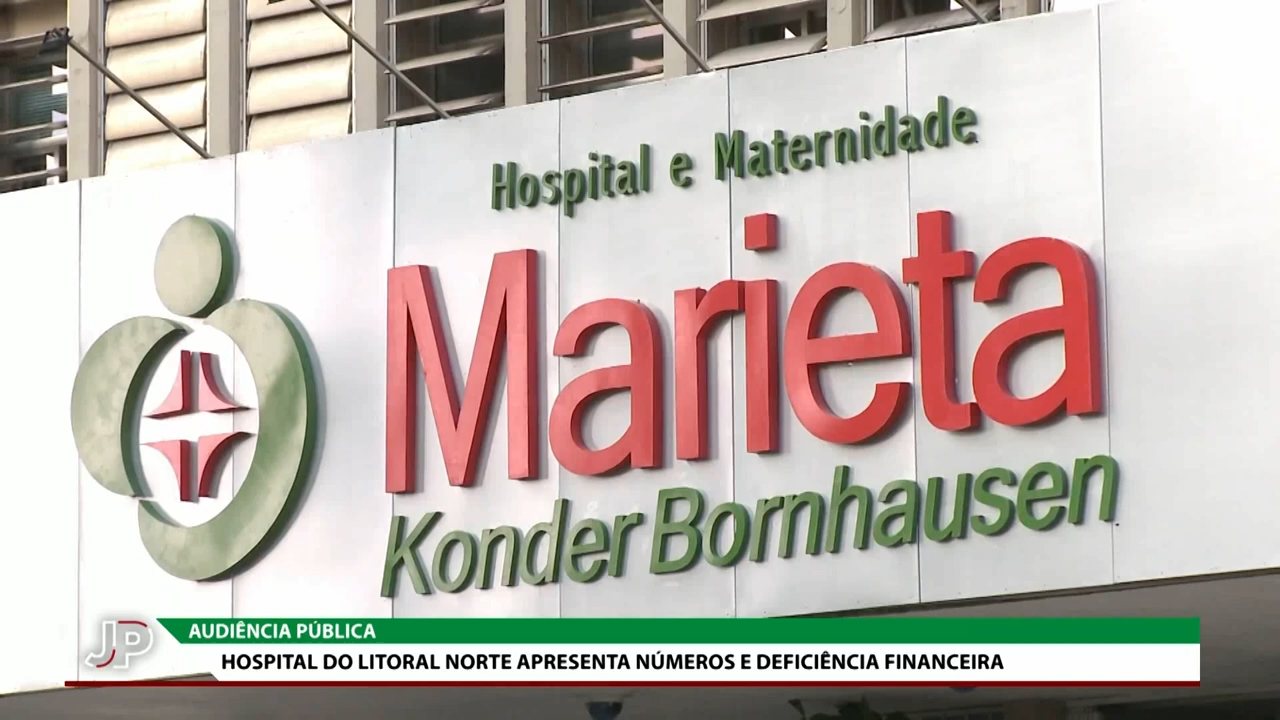 Hospital e Maternidade
Marieta
Konder Bornhausen
JP
AUDIÊNCIA PÚBLICA
HOSPITAL DO LITORAL NORTE APRESENTA NÚMEROS E DEFICIÊNCIA FINANCEIRA